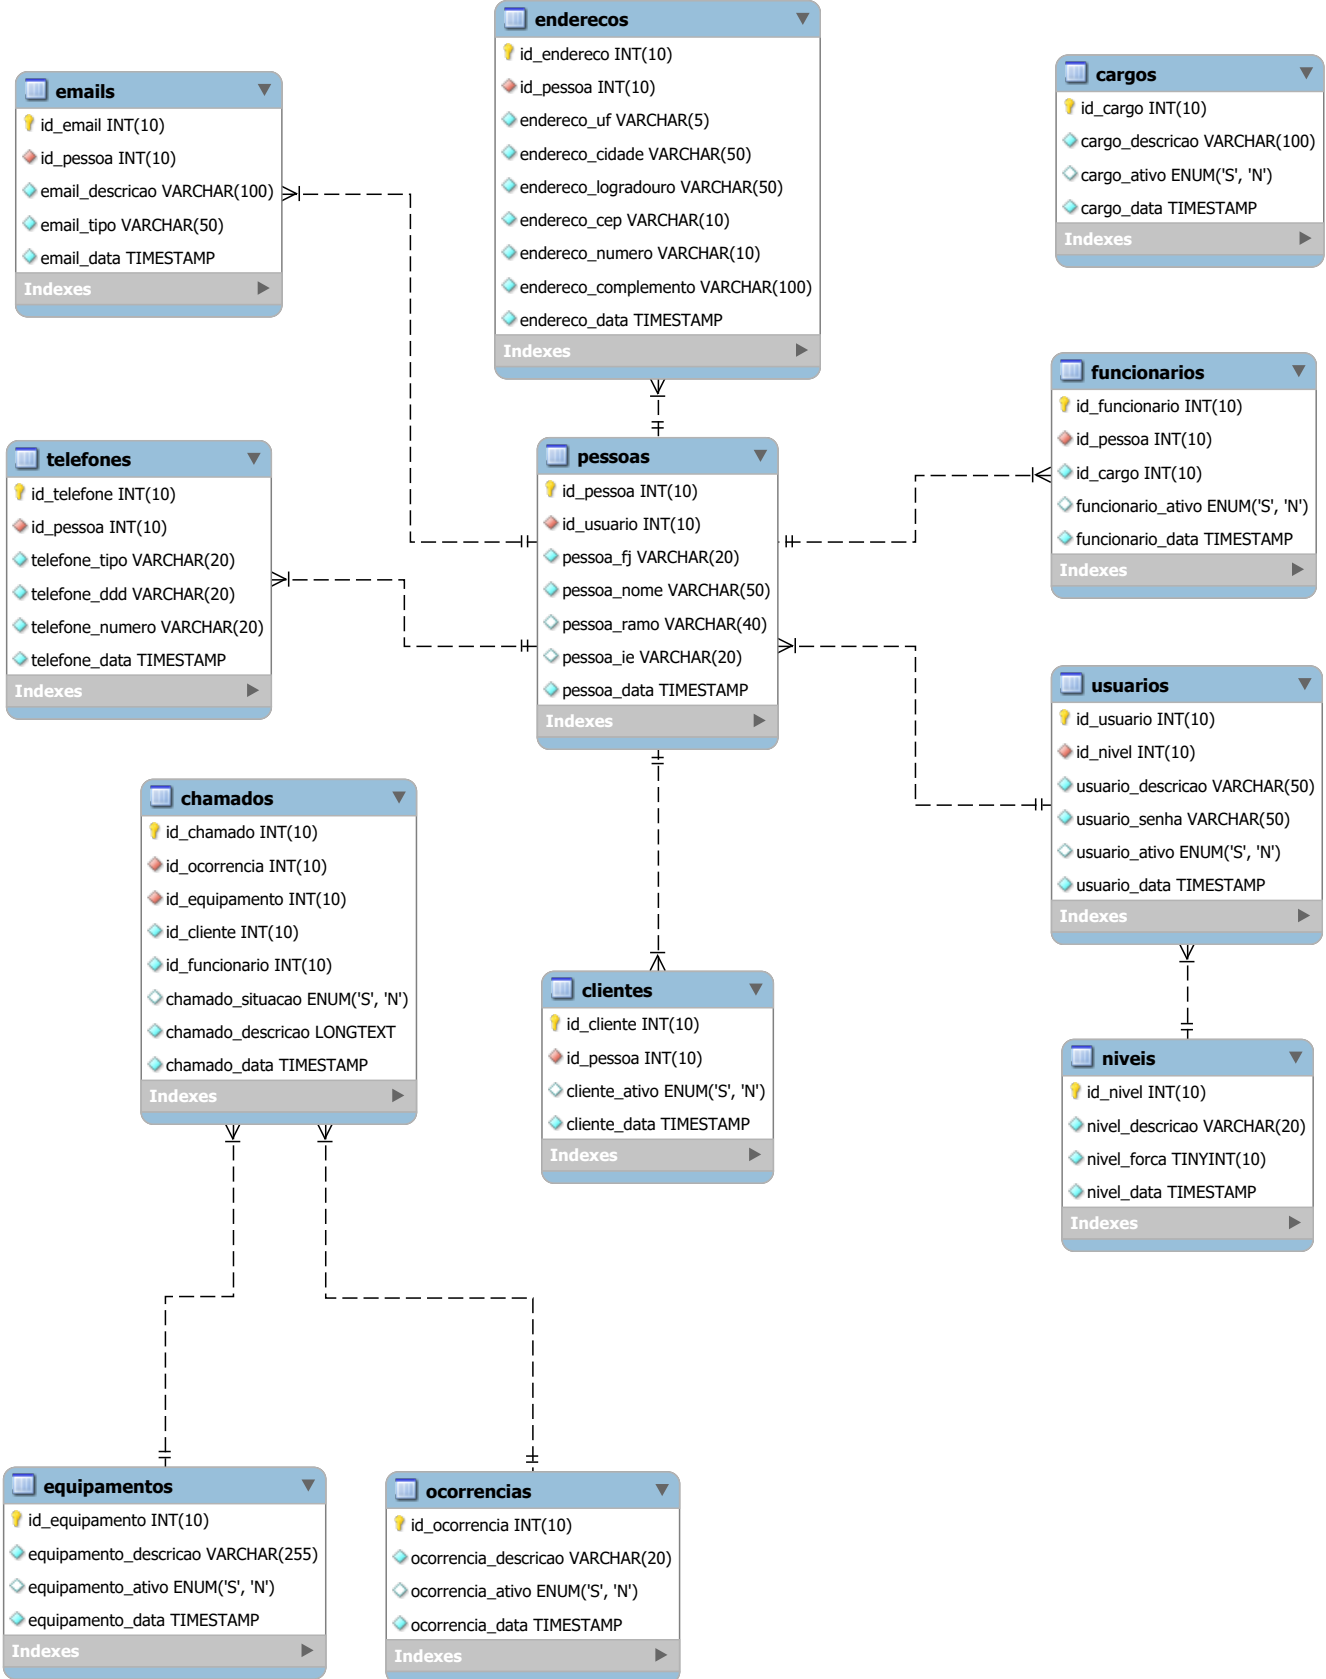 enderecos
id_endereco INT(10)
id_pessoa INT(10)
endereco_uf VARCHAR(5)
endereco_cidade VARCHAR(50)
endereco_logradouro VARCHAR(50)
endereco_cep VARCHAR(10)
endereco_numero VARCHAR(10)
endereco_complemento VARCHAR(100)
endereco_data TIMESTAMP
Indexes
cargos
id_cargo INT(10)
cargo_descricao VARCHAR(100)
cargo_ativo ENUM('S', 'N')
cargo_data TIMESTAMP
Indexes
emails
id_email INT(10)
id_pessoa INT(10)
email_descricao VARCHAR(100)
email_tipo VARCHAR(50)
email_data TIMESTAMP
Indexes
funcionarios
id_funcionario INT(10)
id_pessoa INT(10)
id_cargo INT(10)
funcionario_ativo ENUM('S', 'N')
funcionario_data TIMESTAMP
Indexes
telefones
id_telefone INT(10)
id_pessoa INT(10)
telefone_tipo VARCHAR(20)
telefone_ddd VARCHAR(20)
telefone_numero VARCHAR(20)
telefone_data TIMESTAMP
Indexes
pessoas
id_pessoa INT(10)
id_usuario INT(10)
pessoa_fj VARCHAR(20)
pessoa_nome VARCHAR(50)
pessoa_ramo VARCHAR(40)
pessoa_ie VARCHAR(20)
pessoa_data TIMESTAMP
Indexes
usuarios
id_usuario INT(10)
id_nivel INT(10)
usuario_descricao VARCHAR(50)
usuario_senha VARCHAR(50)
usuario_ativo ENUM('S', 'N')
usuario_data TIMESTAMP
Indexes
chamados
id_chamado INT(10)
id_ocorrencia INT(10)
id_equipamento INT(10)
id_cliente INT(10)
id_funcionario INT(10)
chamado_situacao ENUM('S', 'N')
chamado_descricao LONGTEXT
chamado_data TIMESTAMP
Indexes
clientes
id_cliente INT(10)
id_pessoa INT(10)
cliente_ativo ENUM('S', 'N')
cliente_data TIMESTAMP
Indexes
niveis
id_nivel INT(10)
nivel_descricao VARCHAR(20)
nivel_forca TINYINT(10)
nivel_data TIMESTAMP
Indexes
equipamentos
id_equipamento INT(10)
equipamento_descricao VARCHAR(255)
equipamento_ativo ENUM('S', 'N')
equipamento_data TIMESTAMP
Indexes
ocorrencias
id_ocorrencia INT(10)
ocorrencia_descricao VARCHAR(20)
ocorrencia_ativo ENUM('S', 'N')
ocorrencia_data TIMESTAMP
Indexes